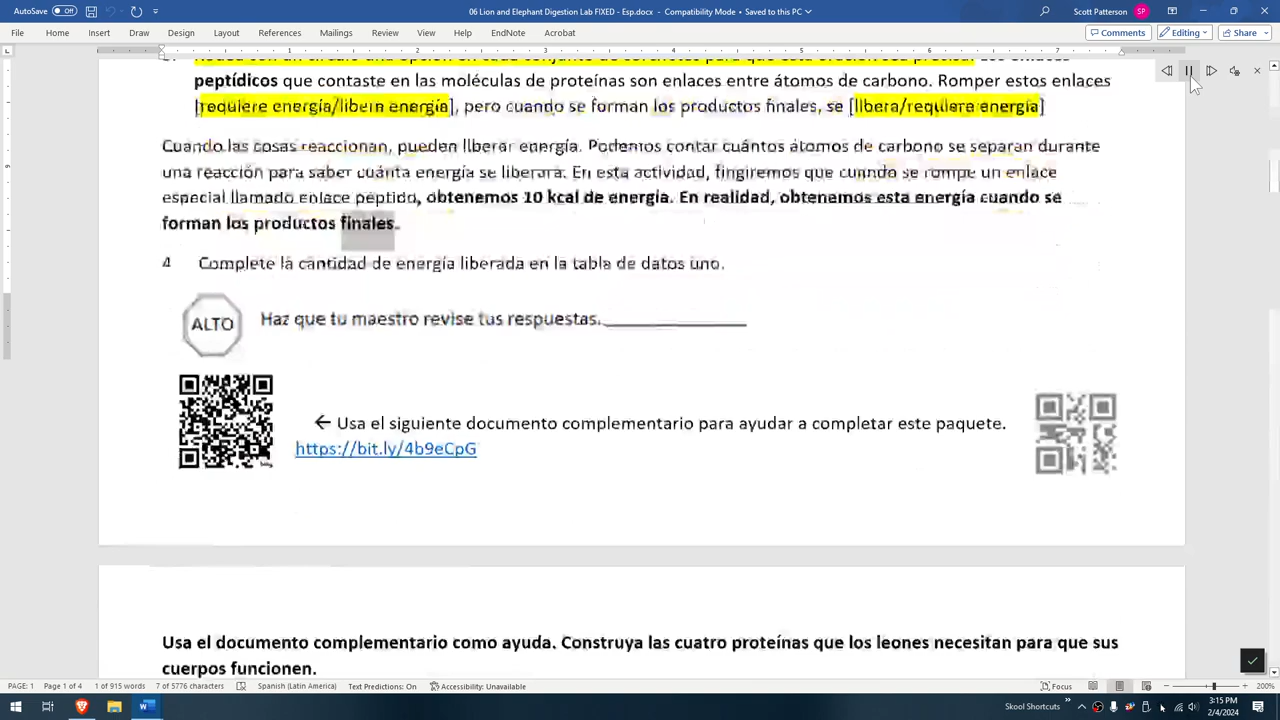 AutoSave Off 06 Lion and Elephant Digestion Lab FIXED - Esp.docx - Compatibility Mode • Saved to this PC Scott Patterson SP
File Home Insert Draw Design Layout References Mailings Review View Help EndNote Acrobat Comments Editing Share
1 2 3 4 5 6 7
peptídicos que contaste en las moléculas de proteínas son enlaces entre átomos de carbono. Romper estos enlaces
[requiere energía/libera energía], pero cuando se forman los productos finales, se [libera/requiere energía]
Cuando las cosas reaccionan, pueden liberar energía. Podemos contar cuántos átomos de carbono se separan durante
una reacción para saber cuánta energía se liberará. En esta actividad, fingiremos que cuando se rompe un enlace
especial llamado enlace péptido, obtenemos 10 kcal de energía. En realidad, obtenemos esta energía cuando se
forman los productos finales.
4 Complete la cantidad de energía liberada en la tabla de datos uno.
ALTO Haz que tu maestro revise tus respuestas.
← Usa el siguiente documento complementario para ayudar a completar este paquete.
https://bit.ly/4b9eCpG
Usa el documento complementario como ayuda. Construya las cuatro proteínas que los leones necesitan para que sus
cuerpos funcionen.
PAGE: 1 Page 1 of 4 1 of 915 words 7 of 5776 characters Spanish (Latin America) Text Predictions: On Accessibility: Unavailable Focus 200%
Skool Shortcuts 3:15 PM
2/4/2024